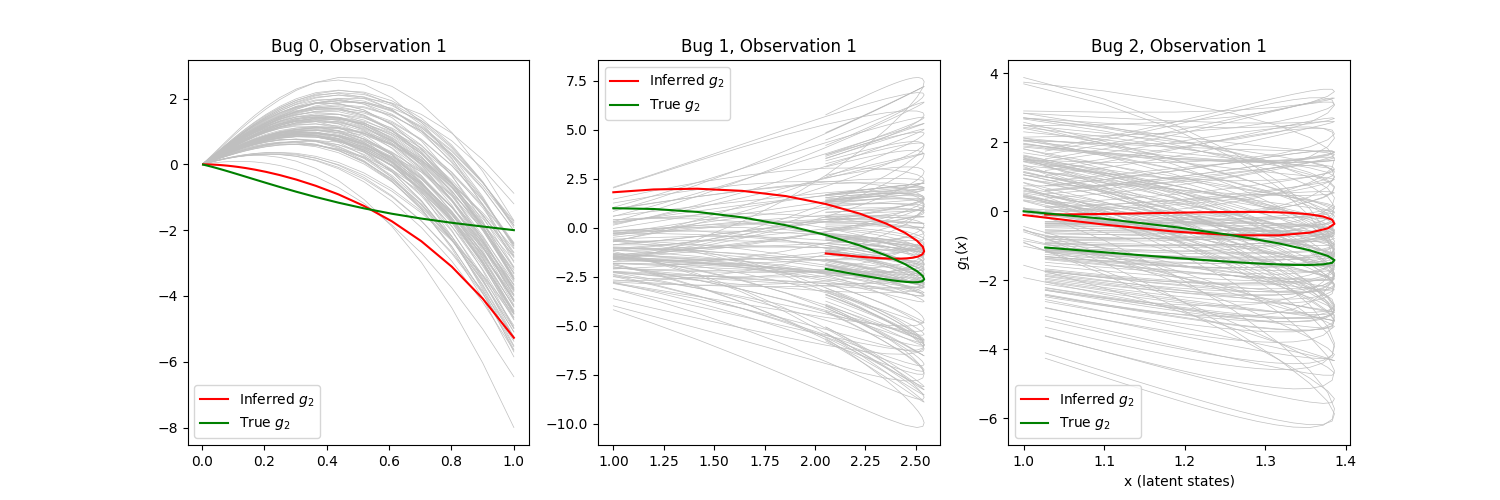 Bug 0, Observation 1
2
0
−2
−4
−6
−8
0.0 0.2 0.4 0.6 0.8 1.0
Inferred g₂
True g₂
Bug 1, Observation 1
7.5
5.0
2.5
0.0
−2.5
−5.0
−7.5
−10.0
1.00 1.25 1.50 1.75 2.00 2.25 2.50
Inferred g₂
True g₂
Bug 2, Observation 1
g₁(x)
4
2
0
−2
−4
−6
1.0 1.1 1.2 1.3 1.4
x (latent states)
Inferred g₂
True g₂